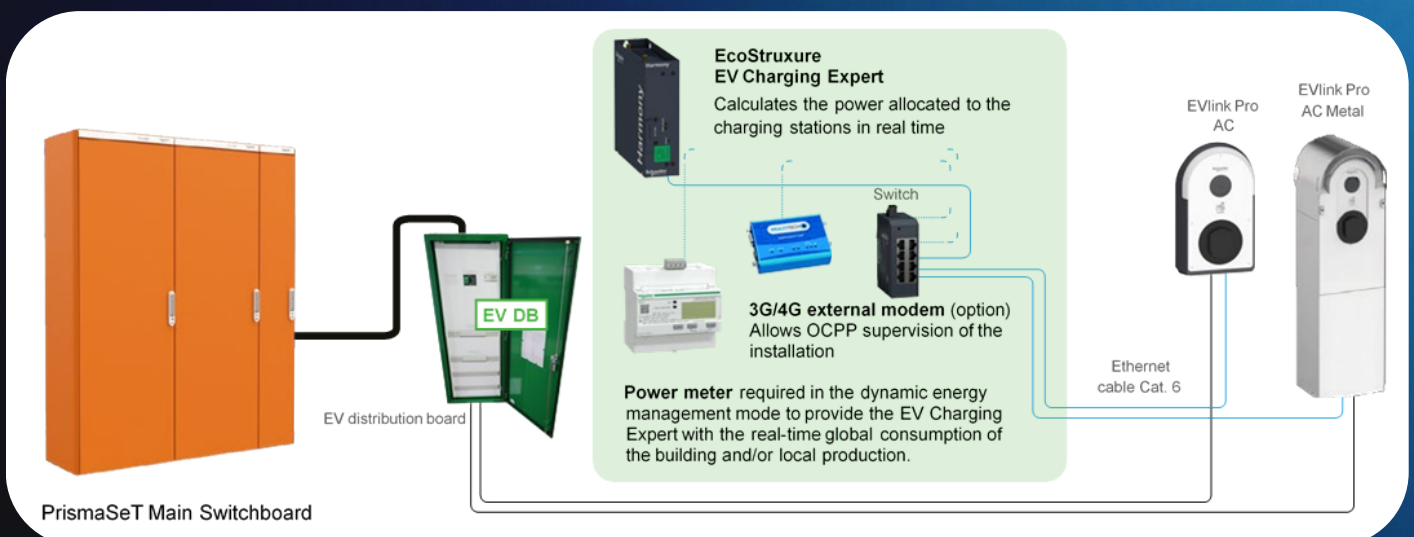 EcoStruxure
EV Charging Expert
Calculates the power allocated to the
charging stations in real time
Harmony
Harmony
Schneider
Switch
EVlink Pro
AC
EVlink Pro
AC Metal
EV DB
3G/4G external modem (option)
Allows OCPP supervision of the
installation
Ethernet
cable Cat. 6
Power meter required in the dynamic energy
management mode to provide the EV Charging
Expert with the real-time global consumption of
the building and/or local production.
EV distribution board
PrismaSeT Main Switchboard